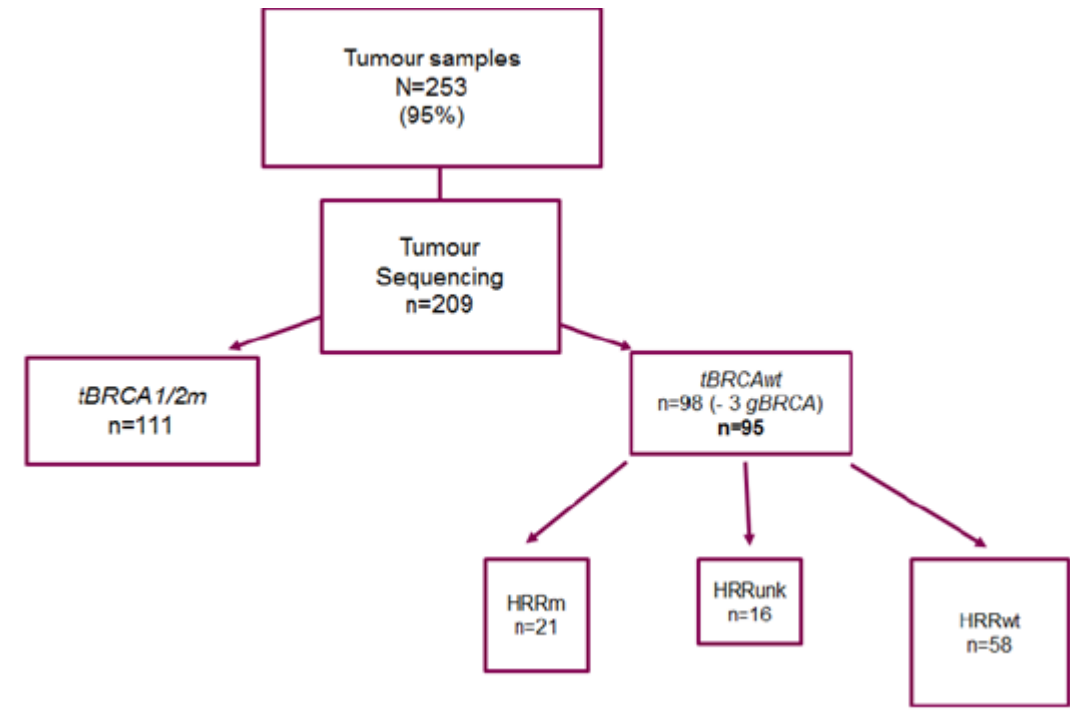 Tumour samples
N=253
(95%)
Tumour
Sequencing
n=209
tBRCA1/2m
n=111
tBRCAwt
n=98 (- 3 gBRCA)
n=95
HRRm
n=21
HRRunk
n=16
HRRwt
n=58